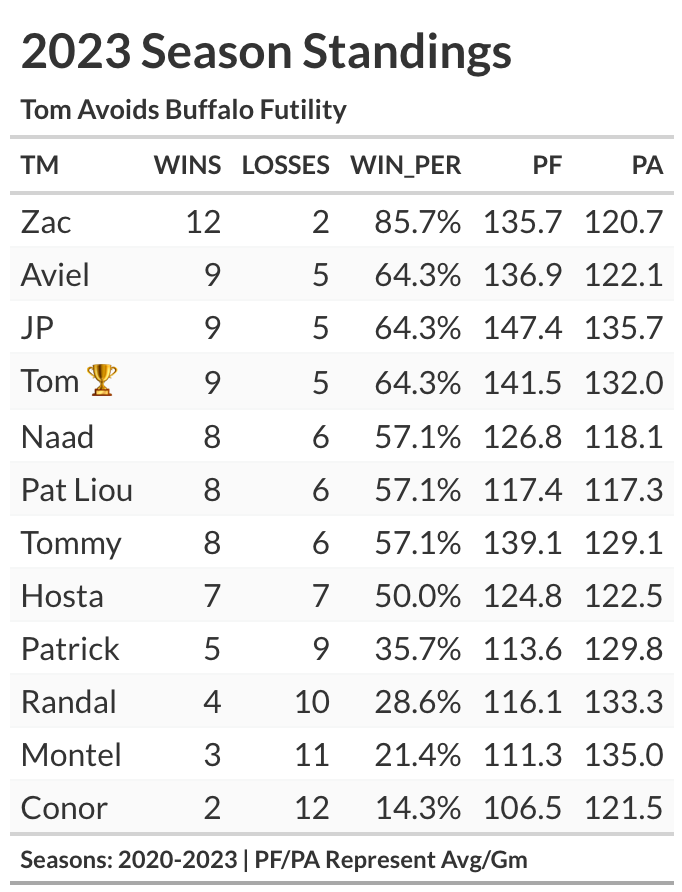 2023 Season Standings
Tom Avoids Buffalo Futility
TM WINS LOSSES WIN_PER PF PA
Zac 12 2 85.7% 135.7 120.7
Aviel 9 5 64.3% 136.9 122.1
JP 9 5 64.3% 147.4 135.7
Tom 🏆 9 5 64.3% 141.5 132.0
Naad 8 6 57.1% 126.8 118.1
Pat Liou 8 6 57.1% 117.4 117.3
Tommy 8 6 57.1% 139.1 129.1
Hosta 7 7 50.0% 124.8 122.5
Patrick 5 9 35.7% 113.6 129.8
Randal 4 10 28.6% 116.1 133.3
Montel 3 11 21.4% 111.3 135.0
Conor 2 12 14.3% 106.5 121.5
Seasons: 2020-2023 | PF/PA Represent Avg/Gm